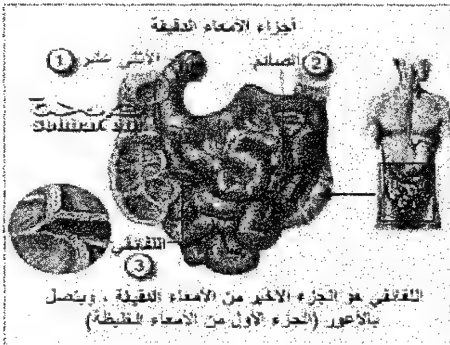 أجزاء الأمعاء الدقيقة
① الاثنى عشر
الصائم ②
اللفائفي
③
اللفائفي هو الجزء الأخير من الأمعاء الدقيقة ، ويتصل
بالأعور (الجزء الأول من الأمعاء الغليظة)